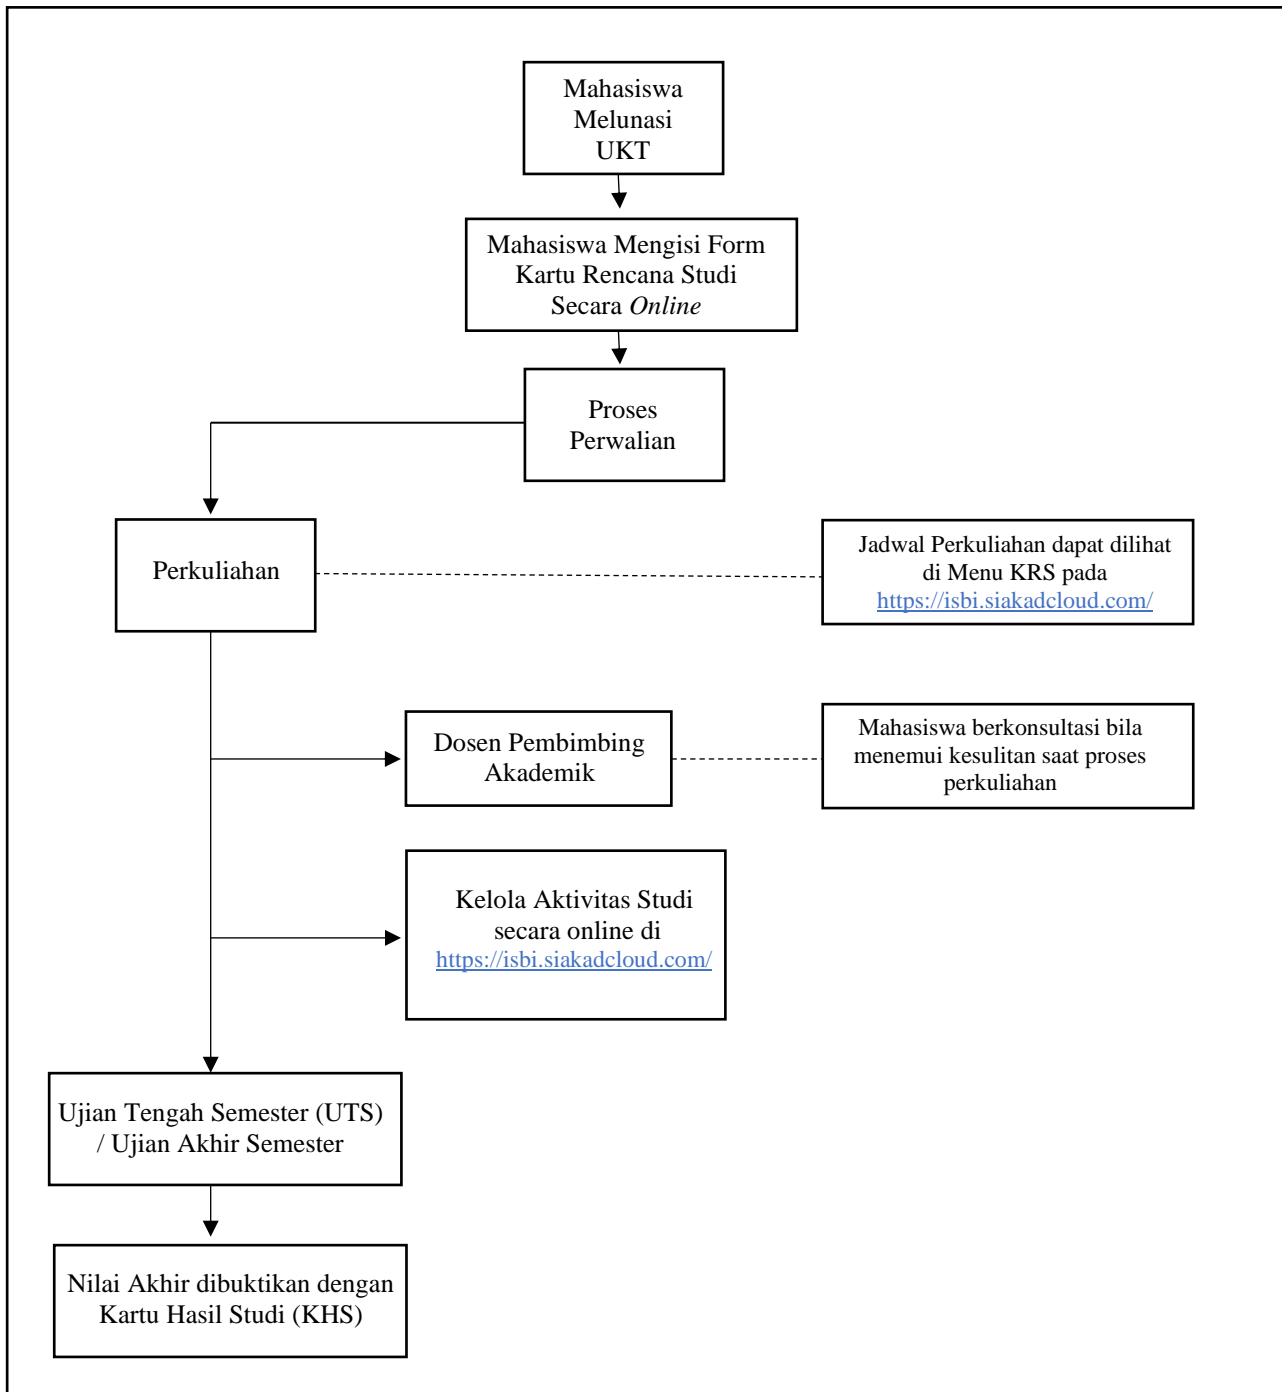 Mahasiswa
Melunasi
UKT
Mahasiswa Mengisi Form
Kartu Rencana Studi
Secara Online
Proses
Perwalian
Perkuliahan
Jadwal Perkuliahan dapat dilihat
di Menu KRS pada
https://isbi.siakadcloud.com/
Dosen Pembimbing
Akademik
Mahasiswa berkonsultasi bila
menemui kesulitan saat proses
perkuliahan
Kelola Aktivitas Studi
secara online di
https://isbi.siakadcloud.com/
Ujian Tengah Semester (UTS)
/ Ujian Akhir Semester
Nilai Akhir dibuktikan dengan
Kartu Hasil Studi (KHS)